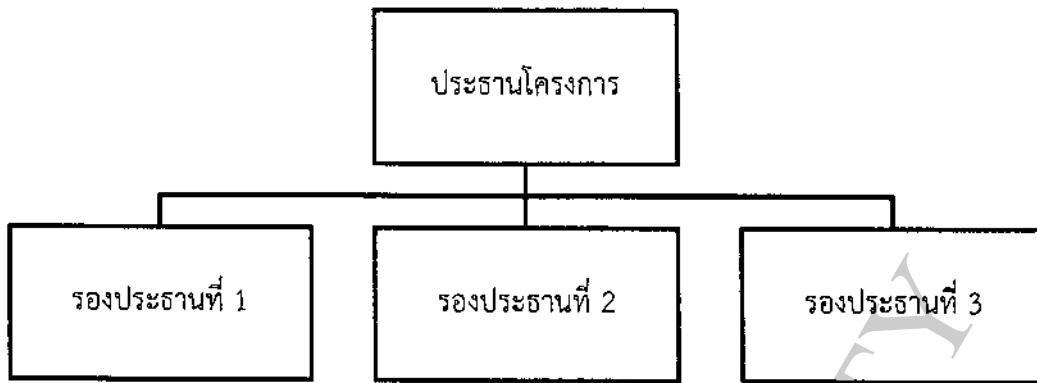 ประธานโครงการ
รองประธานที่ 1
รองประธานที่ 2
รองประธานที่ 3
TY